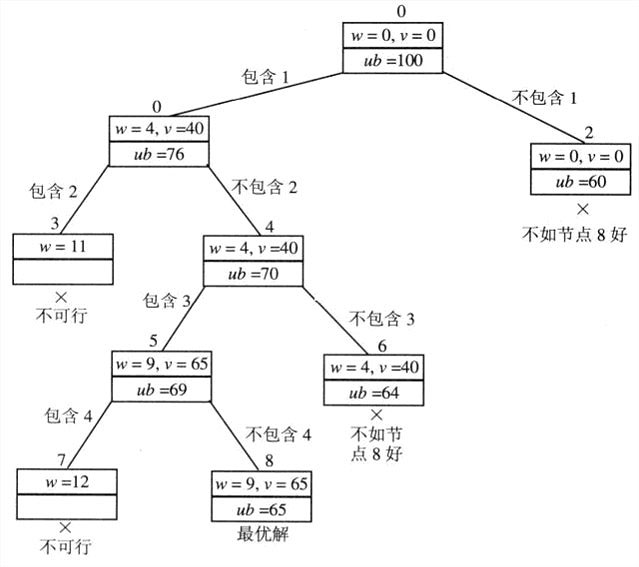 0
w = 0, v = 0
ub =100
包含 1
不包含 1
0
w = 4, v =40
ub =76
2
w = 0, v = 0
ub =60
×
不如节点 8 好
包含 2
不包含 2
3
w = 11
×
不可行
4
w = 4, v =40
ub =70
包含 3
不包含 3
5
w = 9, v = 65
ub =69
6
w = 4, v =40
ub =64
×
不如节
点 8 好
包含 4
不包含 4
7
w =12
×
不可行
8
w = 9, v = 65
ub =65
最优解